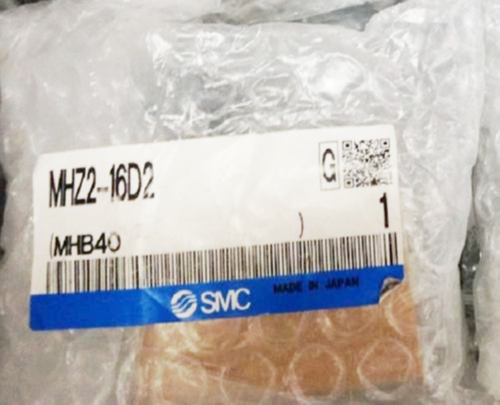 MHZ2-16D2
G
(MHB40 )
1
SMC
MADE IN JAPAN